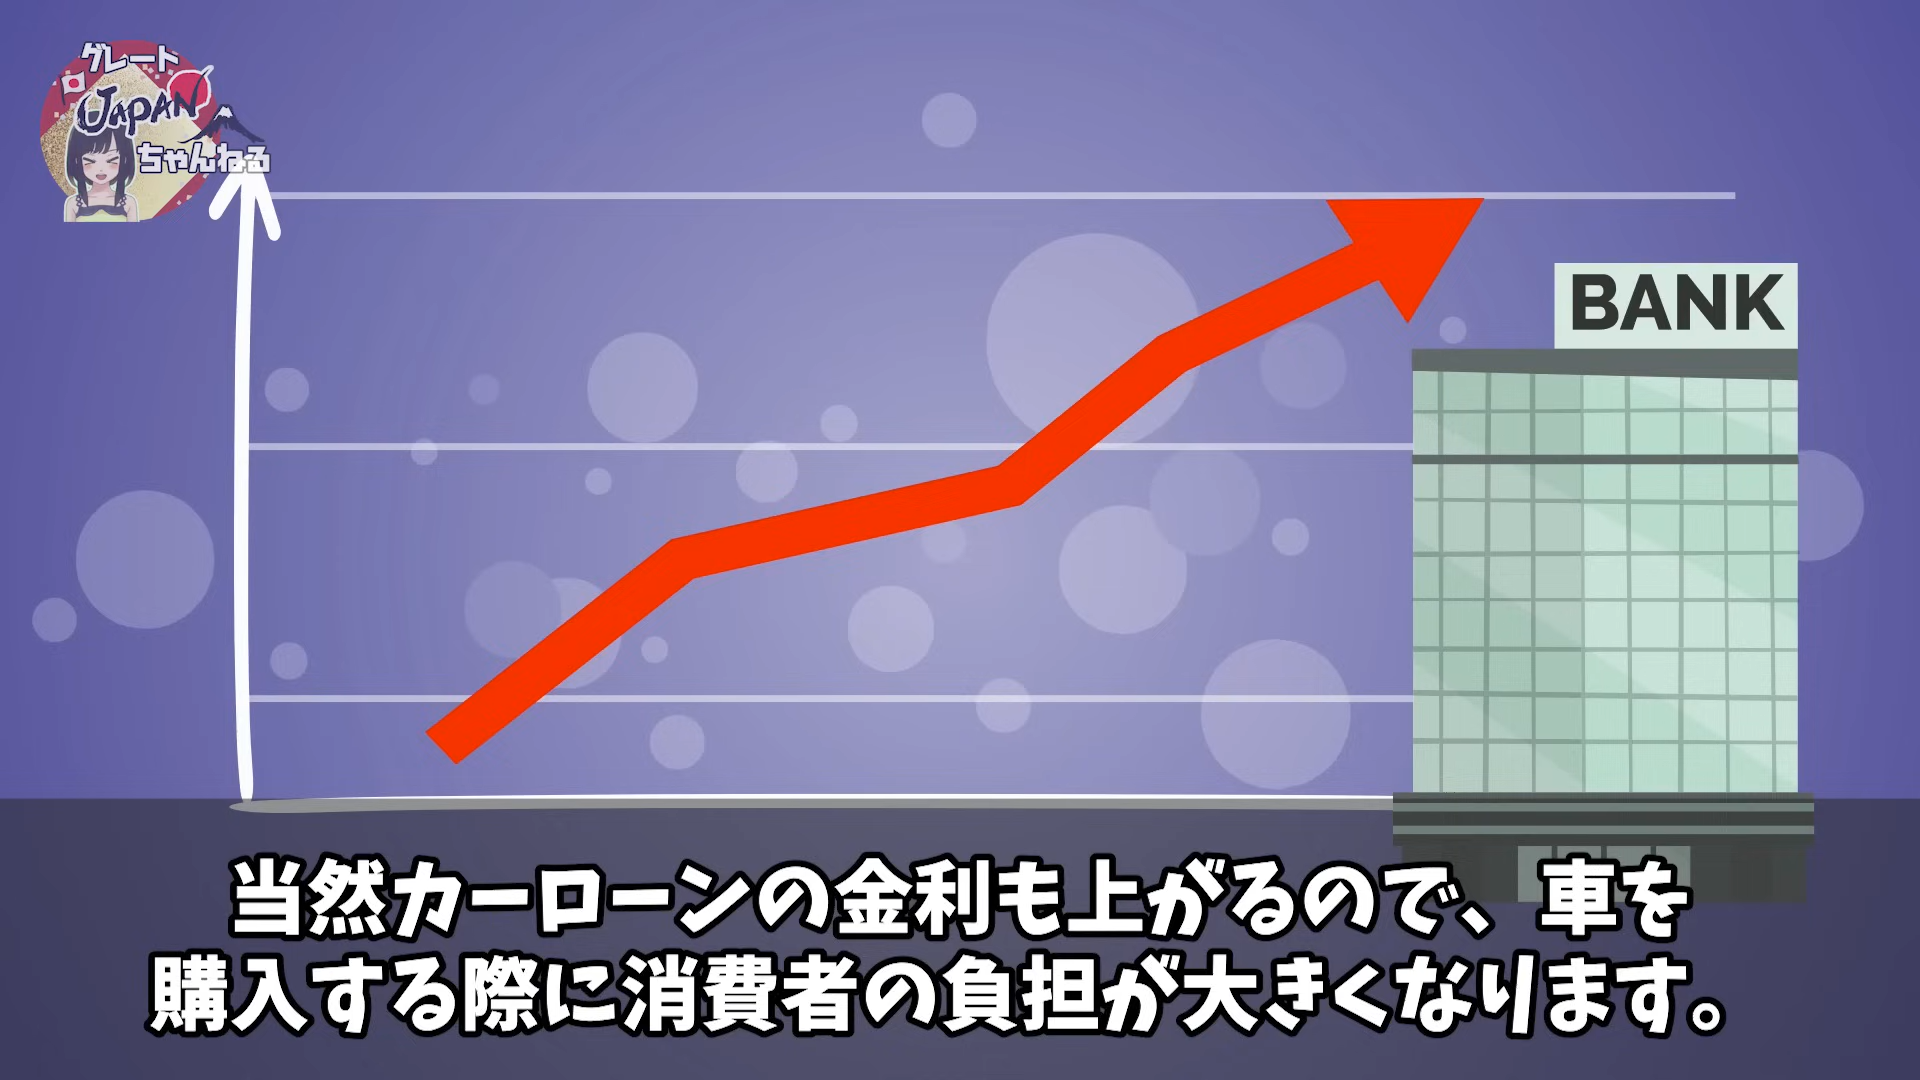 グレート
JAPAN
ちゃんねる
BANK
当然カーローンの金利も上がるので、車を
購入する際に消費者の負担が大きくなります。